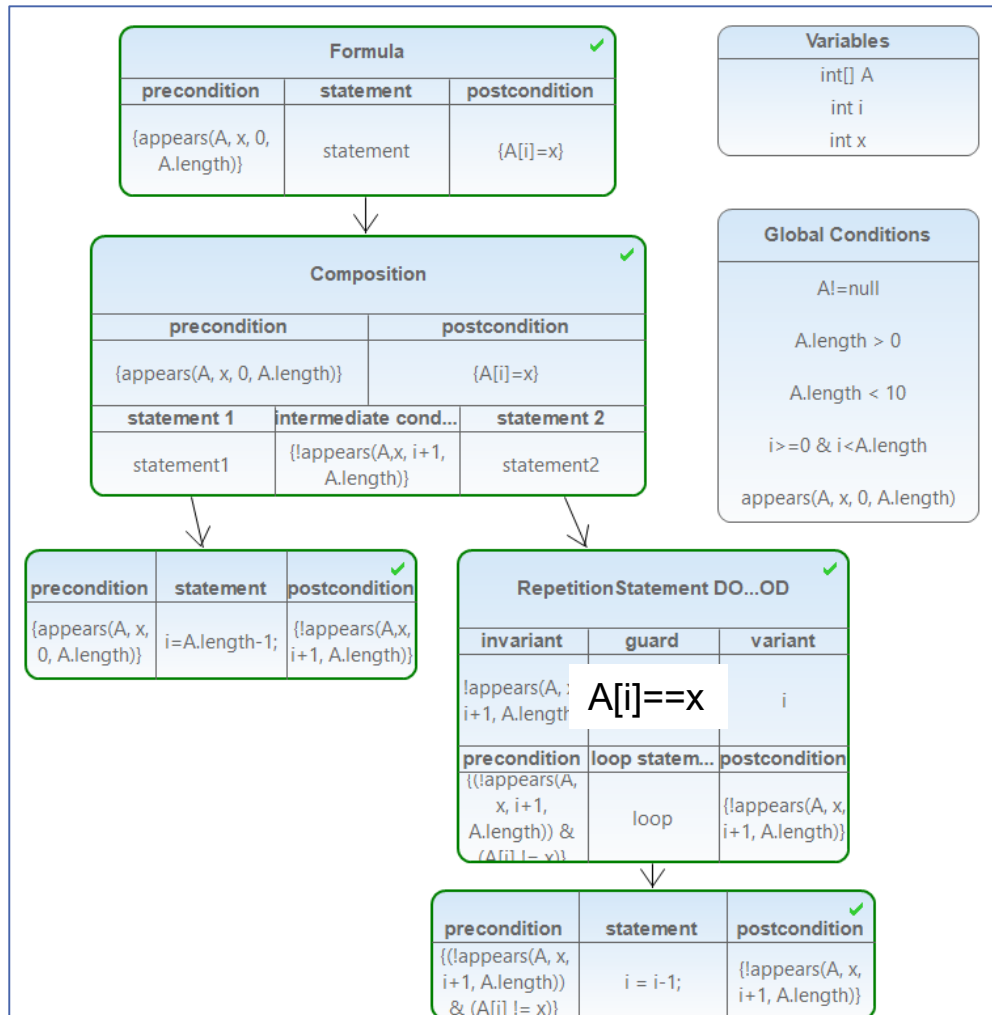 Formula
precondition
statement
postcondition
{appears(A, x, 0,
A.length)}
statement
{A[i]=x}
Variables
int[] A
int i
int x
Composition
precondition
postcondition
{appears(A, x, 0, A.length)}
{A[i]=x}
statement 1
intermediate cond...
statement 2
statement1
{!appears(A,x, i+1,
A.length)}
statement2
Global Conditions
A!=null
A.length > 0
A.length < 10
i>=0 & i<A.length
appears(A, x, 0, A.length)
precondition
statement
postcondition
{appears(A, x,
0, A.length)}
i=A.length-1;
{!appears(A,x,
i+1, A.length)}
RepetitionStatement DO...OD
invariant
guard
variant
!appears(A,
i+1, A.length
A[i]==x
i
precondition
loop statem...
postcondition
{(!appears(A,
x, i+1,
A.length)) &
(A[i] != x)}
loop
{!appears(A, x,
i+1, A.length)}
precondition
statement
postcondition
{(!appears(A, x,
i+1, A.length))
& (A[i] != x)}
i = i-1;
{!appears(A, x,
i+1, A.length)}